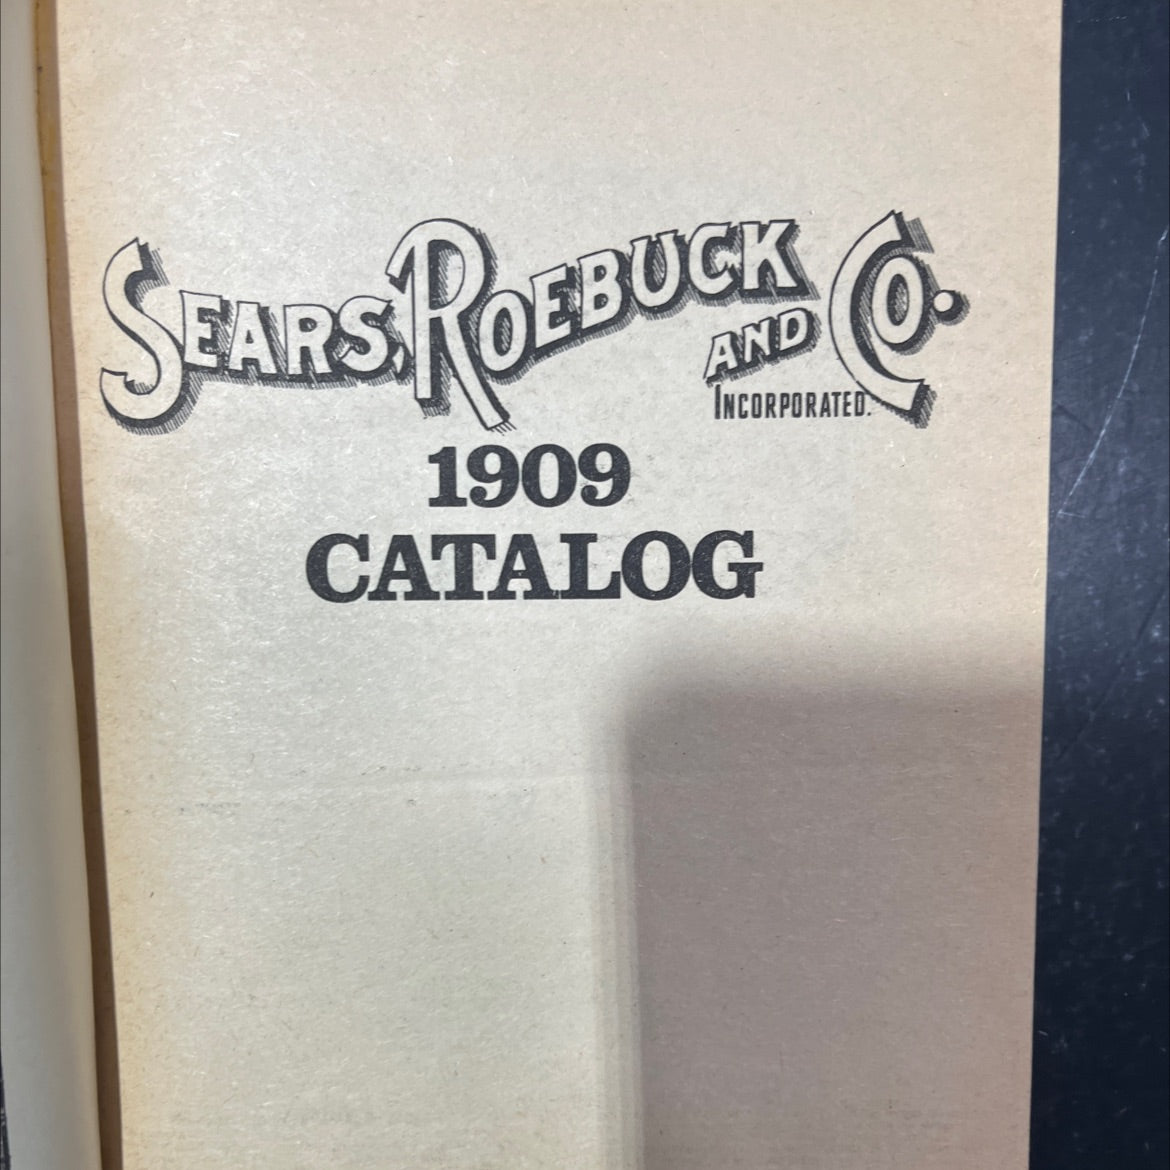 SEARS, ROEBUCK AND CO.
INCORPORATED.
1909
CATALOG